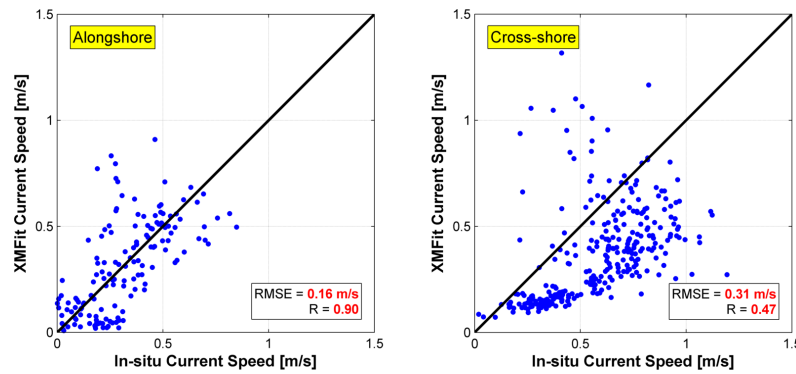 Alongshore
XMFit Current Speed [m/s]
1.5
1
0.5
0
RMSE = 0.16 m/s
R = 0.90
0
0.5
1
1.5
In-situ Current Speed [m/s]
Cross-shore
XMFit Current Speed [m/s]
1.5
1
0.5
0
RMSE = 0.31 m/s
R = 0.47
0
0.5
1
1.5
In-situ Current Speed [m/s]